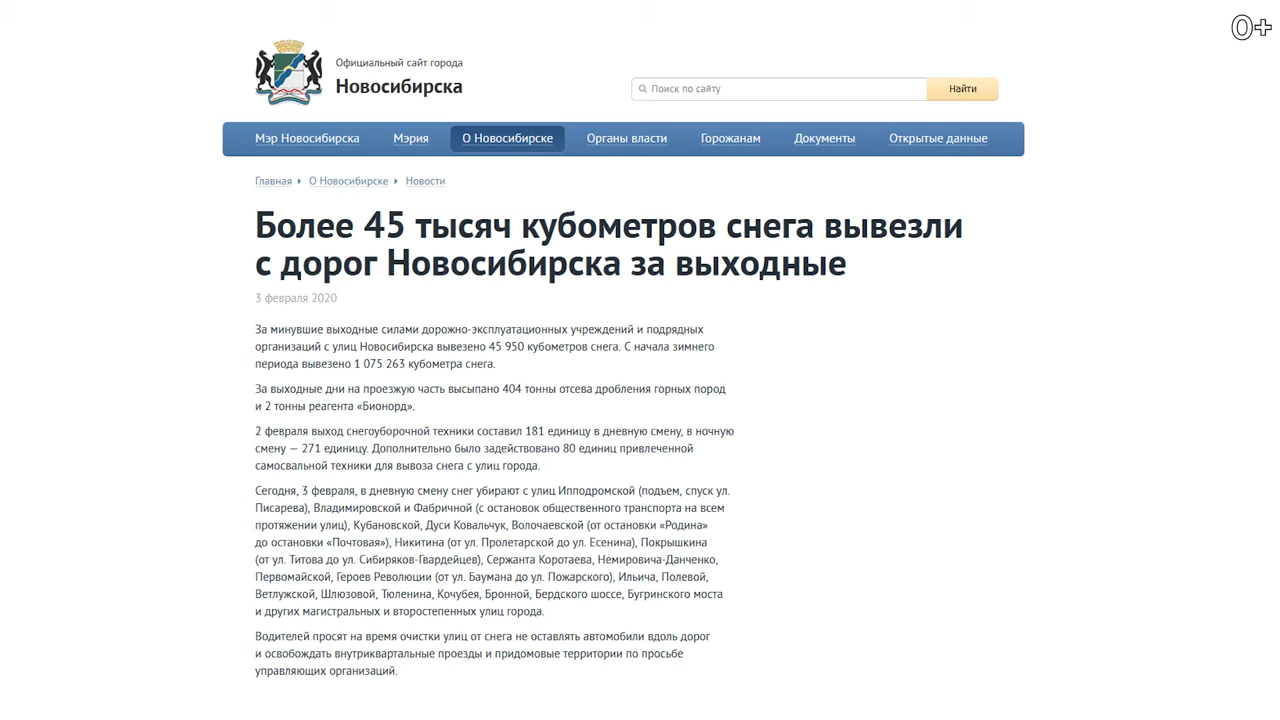 0+
Официальный сайт города
Новосибирска
Поиск по сайту
Найти
Мэр Новосибирска
Мэрия
О Новосибирске
Органы власти
Горожанам
Документы
Открытые данные
Главная
О Новосибирске
Новости
Более 45 тысяч кубометров снега вывезли
с дорог Новосибирска за выходные
3 февраля 2020
За минувшие выходные силами дорожно-эксплуатационных учреждений и подрядных
организаций с улиц Новосибирска вывезено 45 950 кубометров снега. С начала зимнего
периода вывезено 1 075 263 кубометра снега.
За выходные дни на проезжую часть высыпано 404 тонны отсева дробления горных пород
и 2 тонны реагента «Бионорд».
2 февраля выход снегоуборочной техники составил 181 единицу в дневную смену, в ночную
смену — 271 единицу. Дополнительно было задействовано 80 единиц привлеченной
самосвальной техники для вывоза снега с улиц города.
Сегодня, 3 февраля, в дневную смену снег убирают с улиц Ипподромской (подъем, спуск ул.
Писарева), Владимировской и Фабричной (с остановок общественного транспорта на всем
протяжении улиц), Кубановской, Дуси Ковальчук, Волочаевской (от остановки «Родина»
до остановки «Почтовая»), Никитина (от ул. Пролетарской до ул. Есенина), Покрышкина
(от ул. Титова до ул. Сибиряков-Гвардейцев), Сержанта Коротаева, Немировича-Данченко,
Первомайской, Героев Революции (от ул. Баумана до ул. Пожарского), Ильича, Полевой,
Ветлужской, Шлюзовой, Тюленина, Кочубея, Бронной, Бердского шоссе, Бугринского моста
и других магистральных и второстепенных улиц города.
Водителей просят на время очистки улиц от снега не оставлять автомобили вдоль дорог
и освобождать внутриквартальные проезды и придомовые территории по просьбе
управляющих организаций.